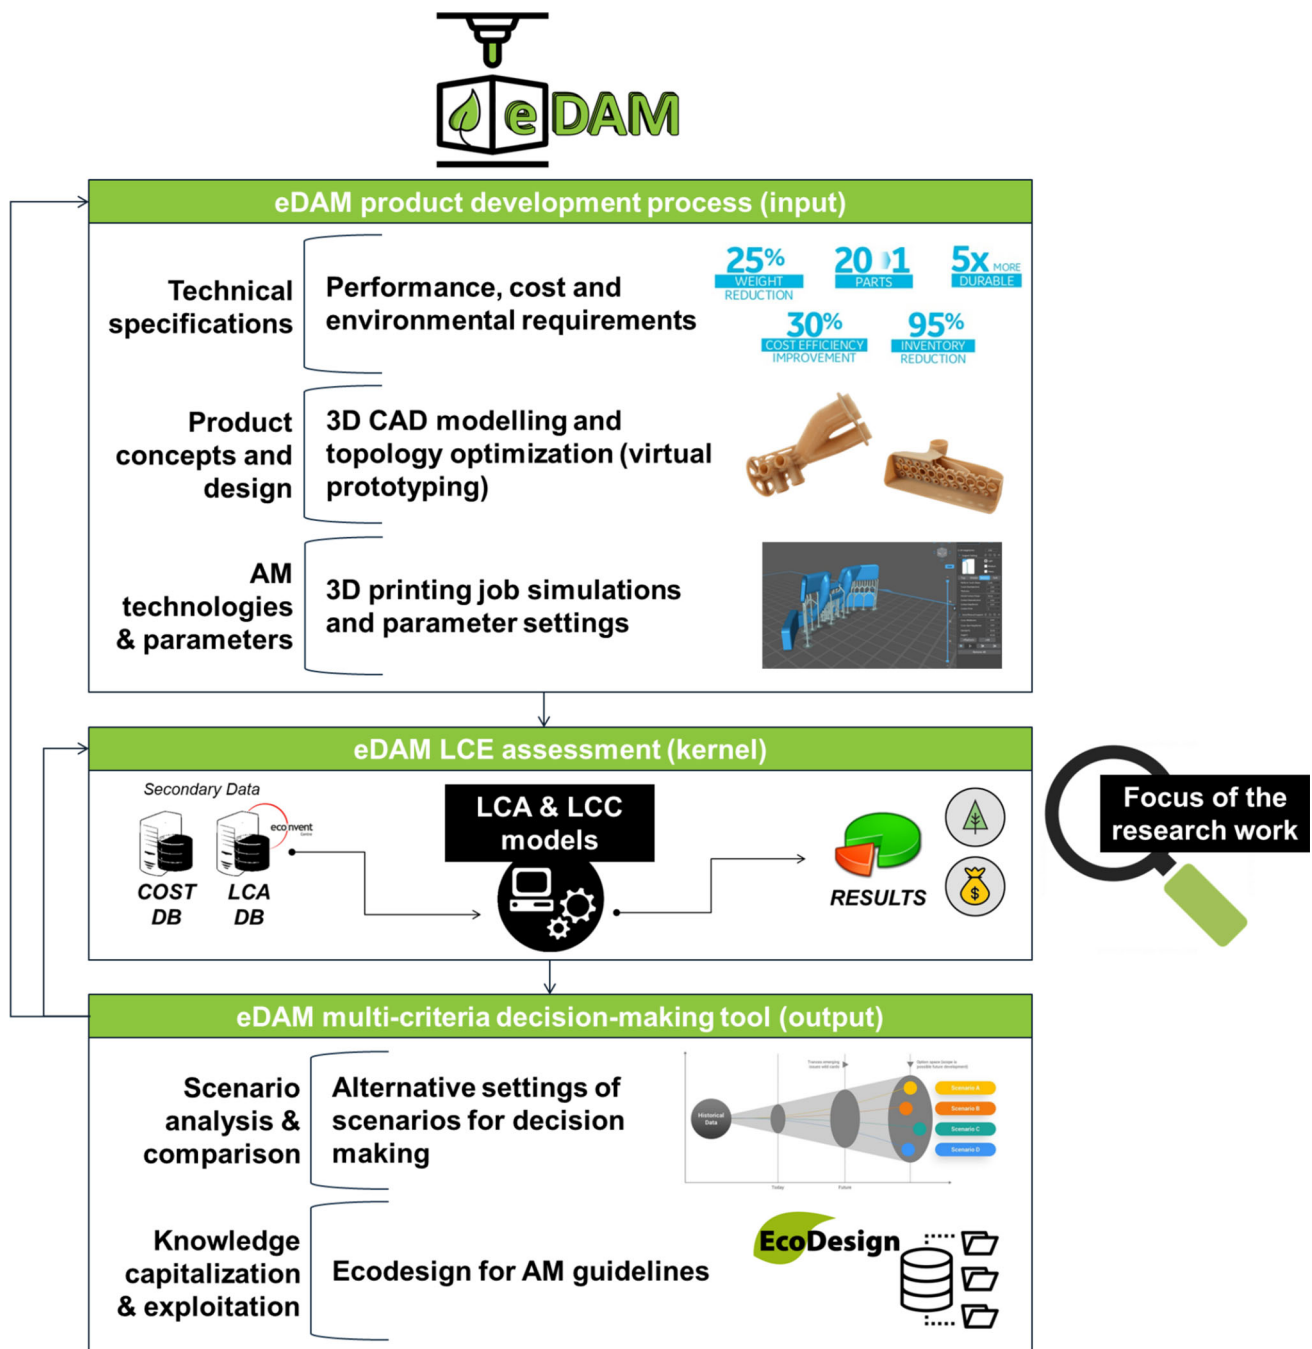 eDAM
eDAM product development process (input)
Technical
specifications
Performance, cost and
environmental requirements
25%
WEIGHT
REDUCTION
20 1
PARTS
5x MORE
DURABLE
30%
COST EFFICIENCY
IMPROVEMENT
95%
INVENTORY
REDUCTION
Product
concepts and
design
3D CAD modelling and
topology optimization (virtual
prototyping)
AM
technologies
& parameters
3D printing job simulations
and parameter settings
eDAM LCE assessment (kernel)
Secondary Data
COST
DB
LCA
DB
LCA & LCC
models
RESULTS
Focus of the
research work
eDAM multi-criteria decision-making tool (output)
Scenario
analysis &
comparison
Alternative settings of
scenarios for decision
making
Historical
Data
Today
Future
Scenario A
Scenario B
Scenario C
Scenario D
Knowledge
capitalization
& exploitation
Ecodesign for AM guidelines
EcoDesign